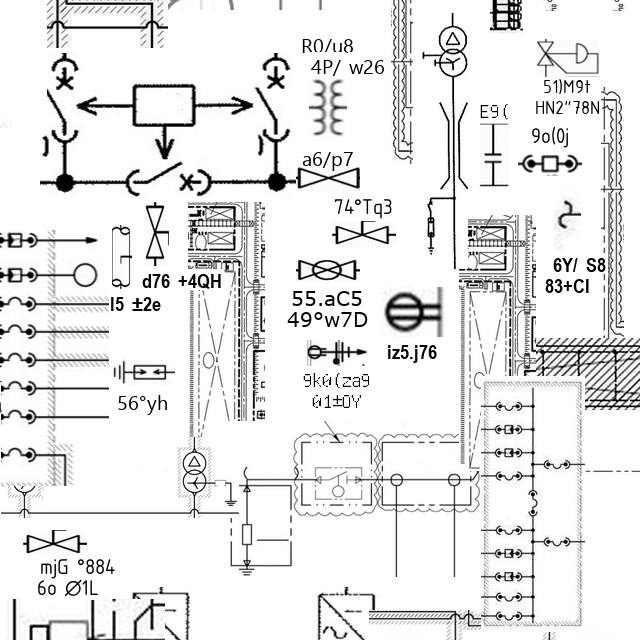 R0/u8
4P/ w26
51)M9t
HN2"78N
E9(
9o(0j
a6/p7
74°Tq3
6Y/ S8
83+CI
d76 +4QH
I5 ±2e
55.aC5
49°w7D
iz5.j76
9k0(za9
01±0Y
56°yh
mjG °884
6o Ø1L